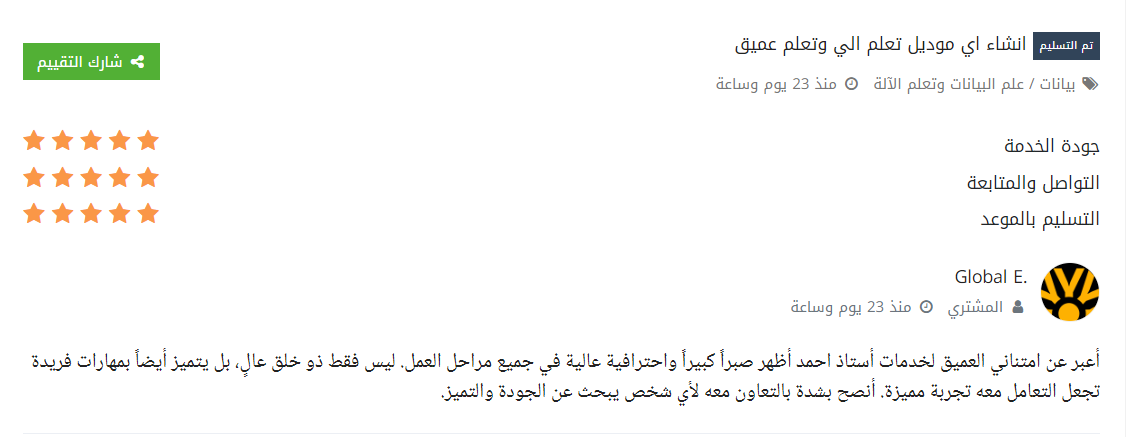 تم التسليم انشاء اي موديل تعلم الي وتعلم عميق
شارك التقييم
بيانات / علم البيانات وتعلم الآلة منذ 23 يوم وساعة
جودة الخدمة
التواصل والمتابعة
التسليم بالموعد
Global E.
المشتري منذ 23 يوم وساعة
أعبر عن امتناني العميق لخدمات أستاذ احمد أظهر صبراً كبيراً واحترافية عالية في جميع مراحل العمل. ليس فقط ذو خلق عالٍ، بل يتميز أيضاً بمهارات فريدة
تجعل التعامل معه تجربة مميزة. أنصح بشدة بالتعاون معه لأي شخص يبحث عن الجودة والتميز.